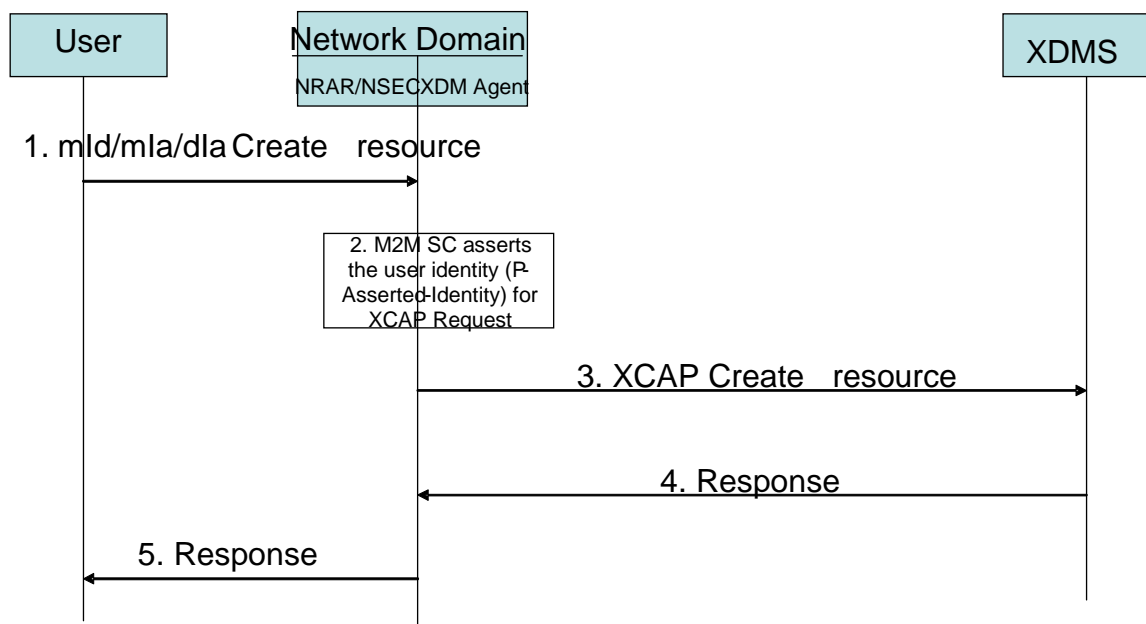 User
Network Domain
NRAR/NSECXDM Agent
XDMS
1. mId/mIa/dIa Create resource
2. M2M SC asserts
the user identity (P-
Asserted-Identity) for
XCAP Request
3. XCAP Create resource
4. Response
5. Response